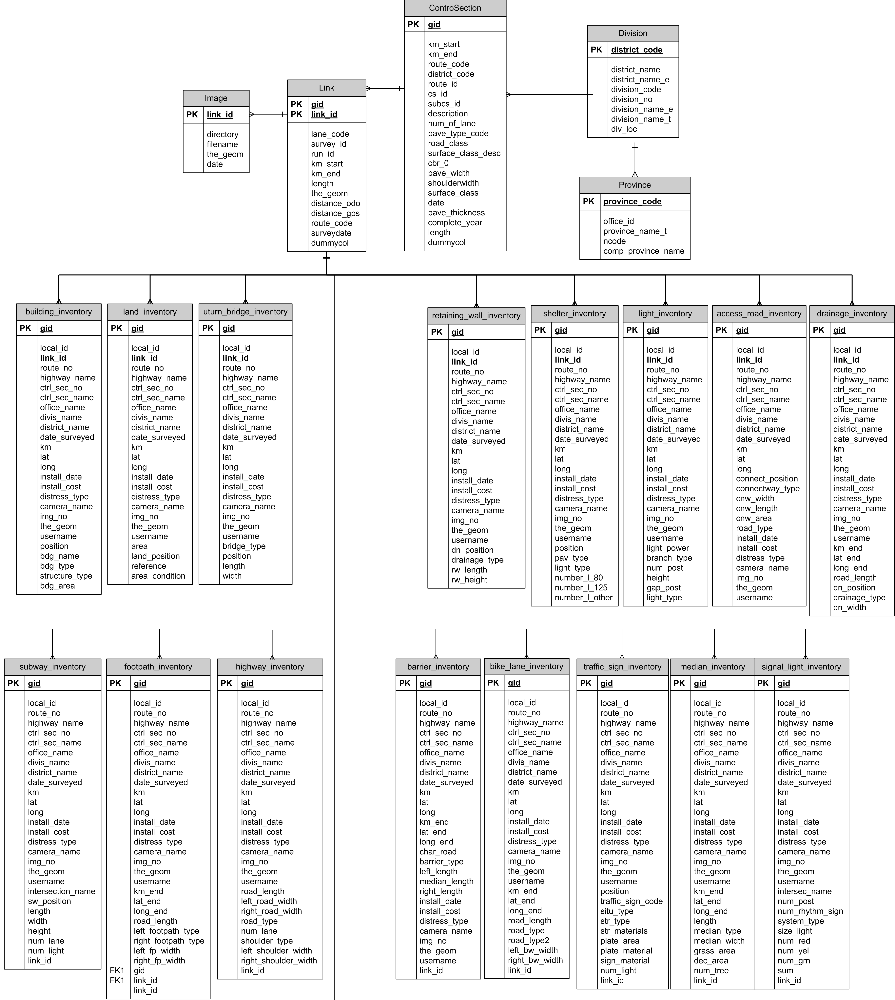 ControSection
PK gid
km_start
km_end
route_code
district_code
route_id
cs_id
subcs_id
description
num_of_lane
pave_type_code
road_class
surface_class_desc
cbr_0
pave_width
shoulderwidth
surface_class
date
pave_thickness
complete_year
length
dummycol
Division
PK district_code
district_name
district_name_e
division_code
division_no
division_name_e
division_name_t
div_loc
Link
PK gid
PK link_id
lane_code
survey_id
run_id
km_start
km_end
length
the_geom
distance_odo
distance_gps
route_code
surveydate
dummycol
Image
PK link_id
directory
filename
the_geom
date
Province
PK province_code
office_id
province_name_t
ncode
comp_province_name
building_inventory
PK gid
local_id
link_id
route_no
highway_name
ctrl_sec_no
ctrl_sec_name
office_name
divis_name
district_name
date_surveyed
km
lat
long
install_date
install_cost
distress_type
camera_name
img_no
the_geom
username
position
bdg_name
bdg_type
structure_type
bdg_area
land_inventory
PK gid
local_id
link_id
route_no
highway_name
ctrl_sec_no
ctrl_sec_name
office_name
divis_name
district_name
date_surveyed
km
lat
long
install_date
install_cost
distress_type
camera_name
img_no
the_geom
username
area
land_position
reference
area_condition
uturn_bridge_inventory
PK gid
local_id
link_id
route_no
highway_name
ctrl_sec_no
ctrl_sec_name
office_name
divis_name
district_name
date_surveyed
km
lat
long
install_date
install_cost
distress_type
camera_name
img_no
the_geom
username
bridge_type
position
length
width
retaining_wall_inventory
PK gid
local_id
link_id
route_no
highway_name
ctrl_sec_no
ctrl_sec_name
office_name
divis_name
district_name
date_surveyed
km
lat
long
install_date
install_cost
distress_type
camera_name
img_no
the_geom
username
dn_position
drainage_type
rw_length
rw_height
shelter_inventory
PK gid
local_id
link_id
route_no
highway_name
ctrl_sec_no
ctrl_sec_name
office_name
divis_name
district_name
date_surveyed
km
lat
long
install_date
install_cost
distress_type
camera_name
img_no
the_geom
username
position
pav_type
light_type
number_l_80
number_l_125
number_l_other
light_inventory
PK gid
local_id
link_id
route_no
highway_name
ctrl_sec_no
ctrl_sec_name
office_name
divis_name
district_name
date_surveyed
km
lat
long
install_date
install_cost
distress_type
camera_name
img_no
the_geom
username
light_power
branch_type
num_post
height
gap_post
light_type
access_road_inventory
PK gid
local_id
link_id
route_no
highway_name
ctrl_sec_no
ctrl_sec_name
office_name
divis_name
district_name
date_surveyed
km
lat
long
connect_position
connectway_type
cnw_width
cnw_length
cnw_area
road_type
install_date
install_cost
distress_type
camera_name
img_no
the_geom
username
drainage_inventory
PK gid
local_id
link_id
route_no
highway_name
ctrl_sec_no
ctrl_sec_name
office_name
divis_name
district_name
date_surveyed
km
lat
long
install_date
install_cost
distress_type
camera_name
img_no
the_geom
username
km_end
lat_end
long_end
road_length
dn_position
drainage_type
dn_width
subway_inventory
PK gid
local_id
route_no
highway_name
ctrl_sec_no
ctrl_sec_name
office_name
divis_name
district_name
date_surveyed
km
lat
long
install_date
install_cost
distress_type
camera_name
img_no
the_geom
username
intersection_name
sw_position
length
width
height
num_lane
num_light
link_id
footpath_inventory
PK gid
local_id
route_no
highway_name
ctrl_sec_no
ctrl_sec_name
office_name
divis_name
district_name
date_surveyed
km
lat
long
install_date
install_cost
distress_type
camera_name
img_no
the_geom
username
km_end
lat_end
long_end
road_length
left_footpath_type
right_footpath_type
left_fp_width
right_fp_width
FK1 gid
FK1 link_id
link_id
highway_inventory
PK gid
local_id
route_no
highway_name
ctrl_sec_no
ctrl_sec_name
office_name
divis_name
district_name
date_surveyed
km
lat
long
install_date
install_cost
distress_type
camera_name
img_no
the_geom
username
road_length
left_road_width
right_road_width
road_type
num_lane
shoulder_type
left_shoulder_width
right_shoulder_width
link_id
barrier_inventory
PK gid
local_id
route_no
highway_name
ctrl_sec_no
ctrl_sec_name
office_name
divis_name
district_name
date_surveyed
km
lat
long
km_end
lat_end
long_end
char_road
barrier_type
left_length
median_length
right_length
install_date
install_cost
distress_type
camera_name
img_no
the_geom
username
link_id
bike_lane_inventory
PK gid
local_id
route_no
highway_name
ctrl_sec_no
ctrl_sec_name
office_name
divis_name
district_name
date_surveyed
km
lat
long
install_date
install_cost
distress_type
camera_name
img_no
the_geom
username
km_end
lat_end
long_end
road_length
road_type
road_type2
left_bw_width
right_bw_width
link_id
traffic_sign_inventory
PK gid
local_id
route_no
highway_name
ctrl_sec_no
ctrl_sec_name
office_name
divis_name
district_name
date_surveyed
km
lat
long
install_date
install_cost
distress_type
camera_name
img_no
the_geom
username
position
traffic_sign_code
situ_type
str_type
str_materials
plate_area
plate_material
sign_material
num_light
link_id
median_inventory
PK gid
local_id
route_no
highway_name
ctrl_sec_no
ctrl_sec_name
office_name
divis_name
district_name
date_surveyed
km
lat
long
install_date
install_cost
distress_type
camera_name
img_no
the_geom
username
km_end
lat_end
long_end
length
median_type
median_width
grass_area
dec_area
num_tree
link_id
signal_light_inventory
PK gid
local_id
route_no
highway_name
ctrl_sec_no
ctrl_sec_name
office_name
divis_name
district_name
date_surveyed
km
lat
long
install_date
install_cost
distress_type
camera_name
img_no
the_geom
username
intersec_name
num_post
num_rhythm_sign
system_type
size_light
num_red
num_yel
num_grn
sum
link_id